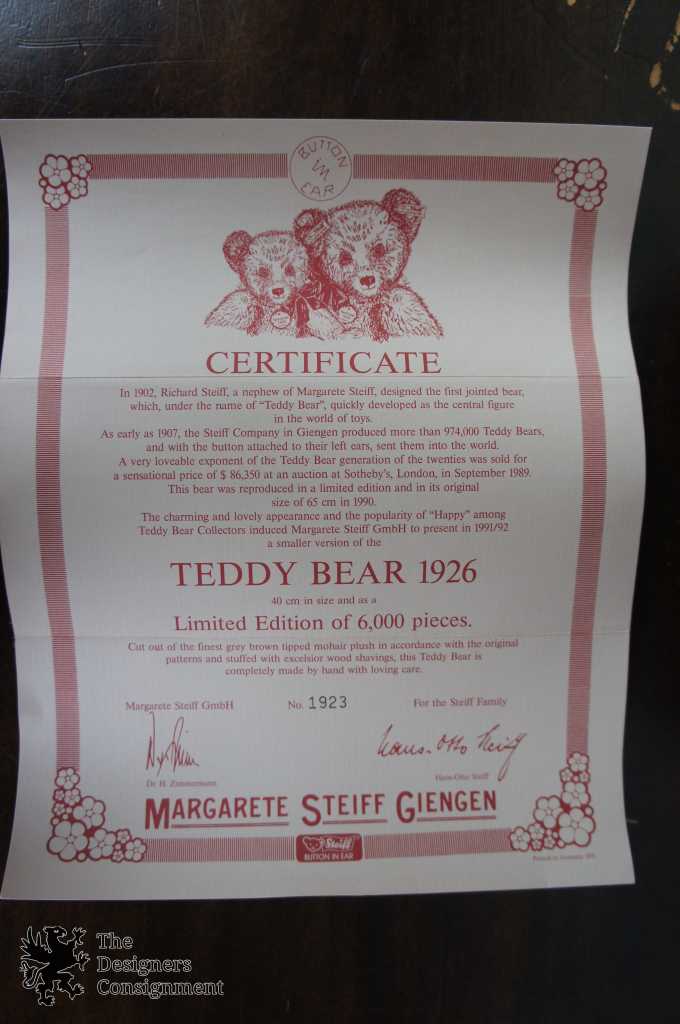 BUTTON
in
EAR
CERTIFICATE
In 1902, Richard Steiff, a nephew of Margarete Steiff, designed the first jointed bear,
which, under the name of “Teddy Bear”, quickly developed as the central figure
in the world of toys.
As early as 1907, the Steiff Company in Giengen produced more than 974,000 Teddy Bears,
and with the button attached to their left ears, sent them into the world.
A very loveable exponent of the Teddy Bear generation of the twenties was sold for
a sensational price of $ 86,350 at an auction at Sotheby’s, London, in September 1989.
This bear was reproduced in a limited edition and in its original
size of 65 cm in 1990.
The charming and lovely appearance and the popularity of “Happy” among
Teddy Bear Collectors induced Margarete Steiff GmbH to present in 1991/92
a smaller version of the
TEDDY BEAR 1926
40 cm in size and as a
Limited Edition of 6,000 pieces.
Cut out of the finest grey brown tipped mohair plush in accordance with the original
patterns and stuffed with excelsior wood shavings, this Teddy Bear is
completely made by hand with loving care.
Margarete Steiff GmbH No. 1923 For the Steiff Family
Hans-Otto Steiff
Dr. H. Zimmermann Hans-Otto Steiff
MARGARETE STEIFF GIENGEN
Steiff
BUTTON IN EAR
Printed in Germany
The
Designers
Consignment